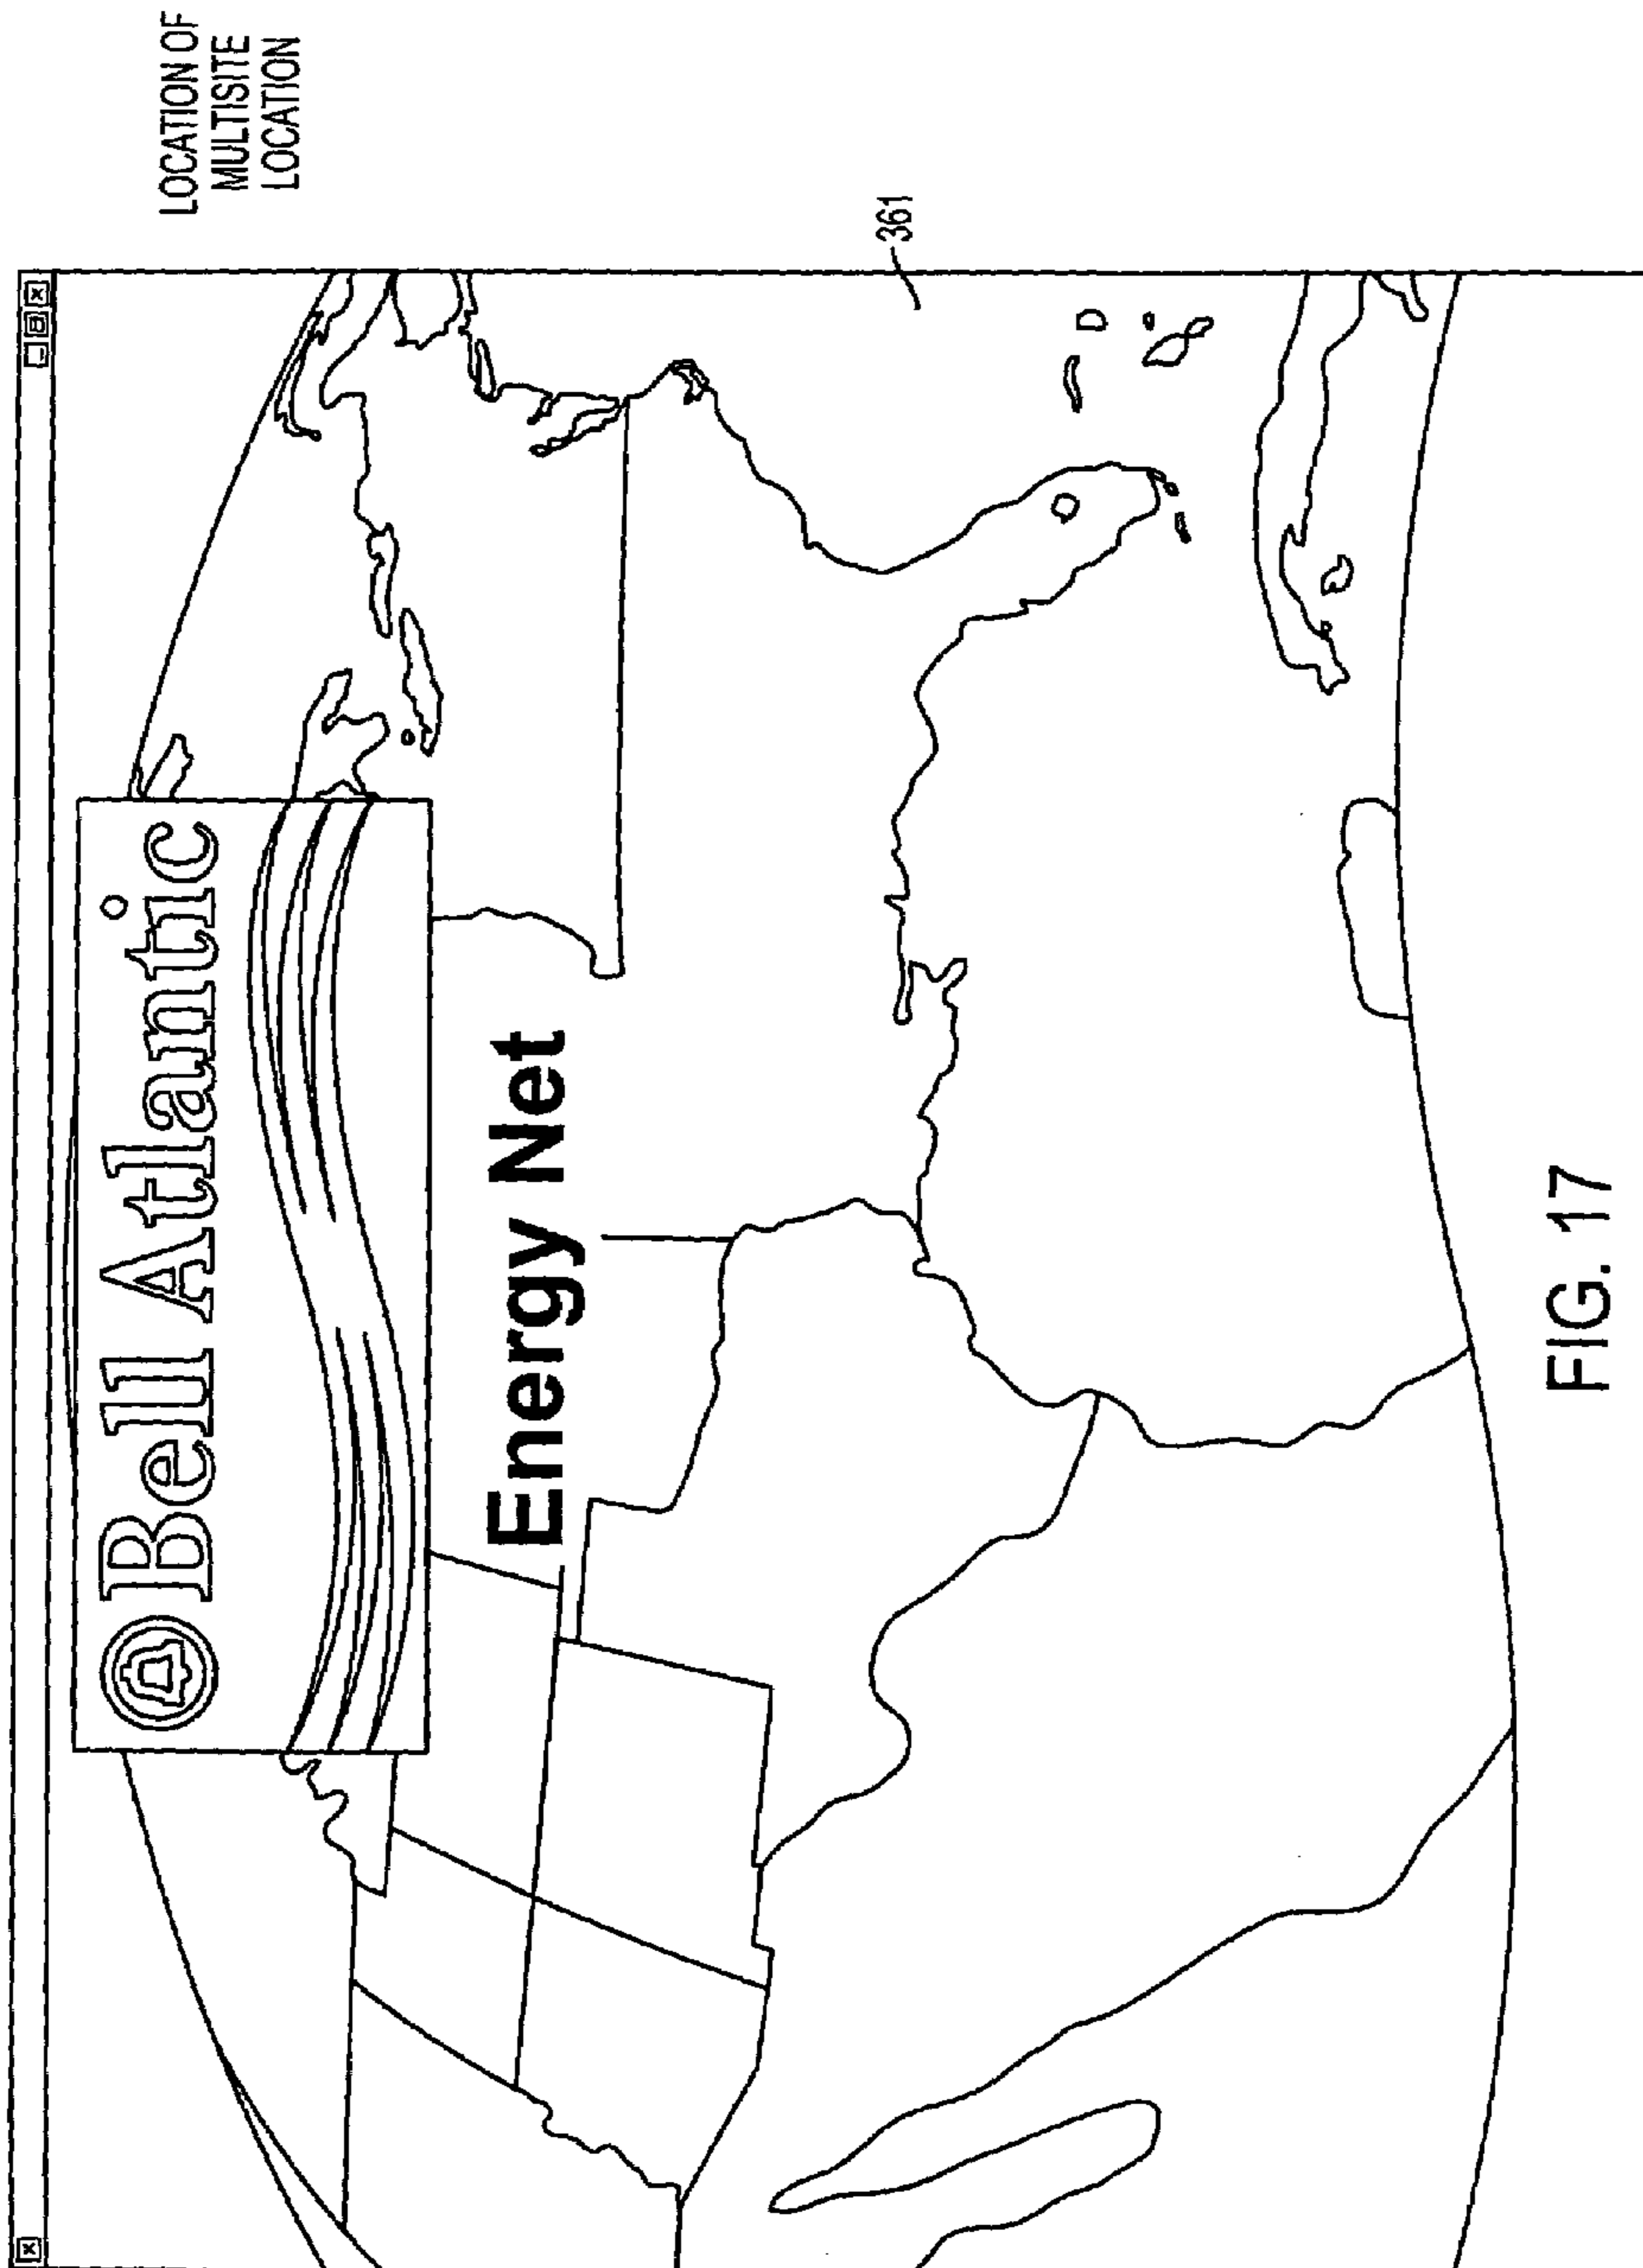 LOCATION OF
MULTISITE
LOCATION
Bell Atlantic
Energy Net
361
FIG. 17